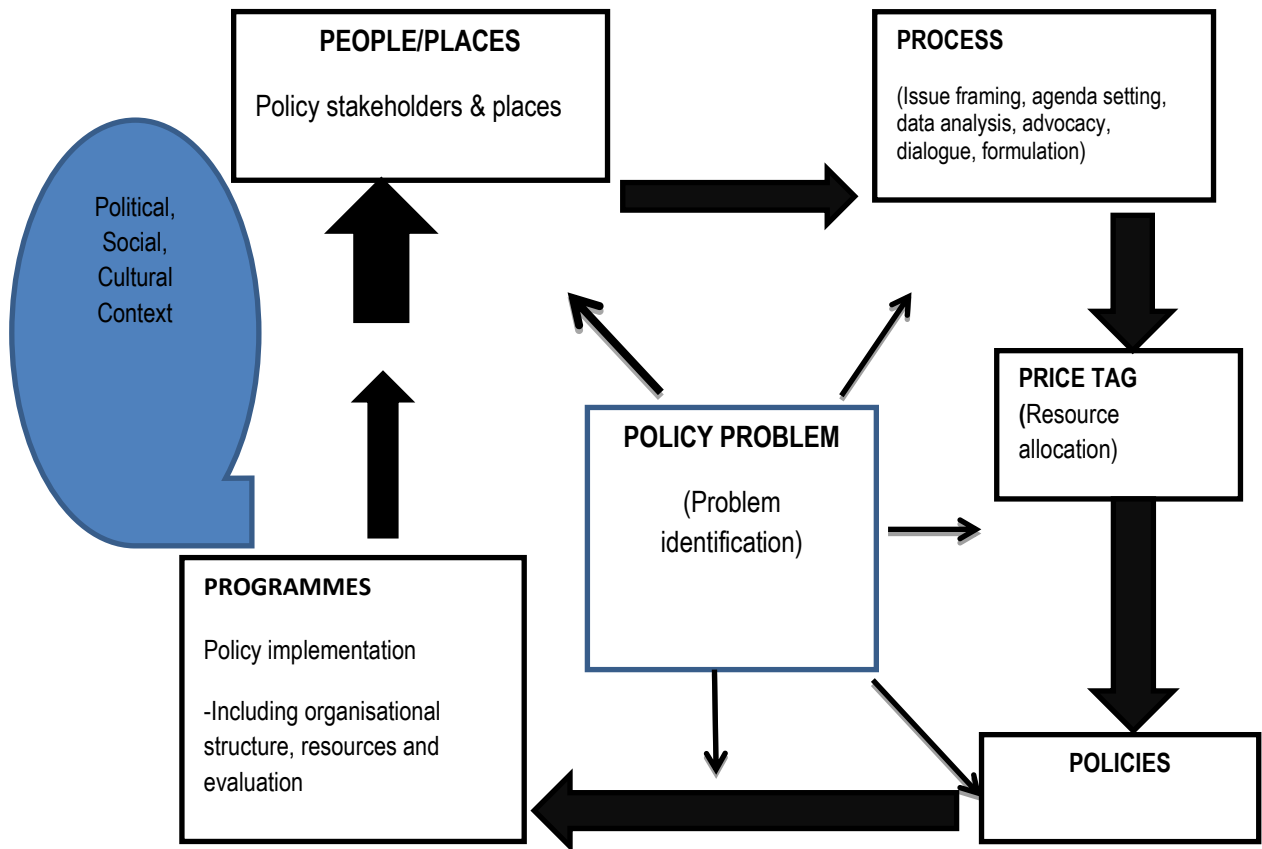 PEOPLE/PLACES
Policy stakeholders & places
PROCESS
(Issue framing, agenda setting,
data analysis, advocacy,
dialogue, formulation)
Political,
Social,
Cultural
Context
PRICE TAG
(Resource
allocation)
POLICY PROBLEM
(Problem
identification)
PROGRAMMES
Policy implementation
-Including organisational
structure, resources and
evaluation
POLICIES